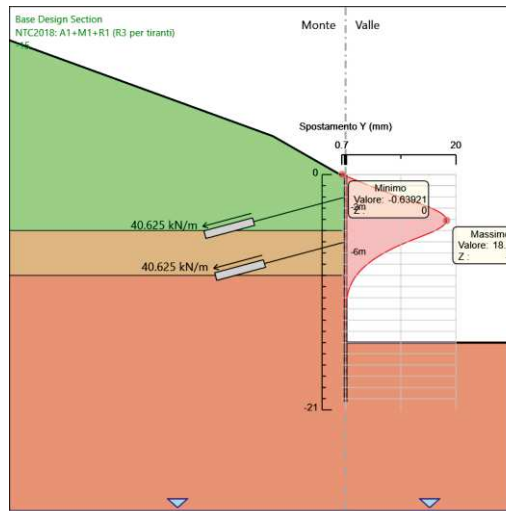 Base Design Section
NTC2018: A1+M1+R1 (R3 per tiranti)
Monte
Valle
Spostamento Y (mm)
0.7
20
0
Minimo
Valore: -0.63921
Z : 0
40.625 kN/m
Massimo
Valore: 18.
Z :
-6m
40.625 kN/m
-21